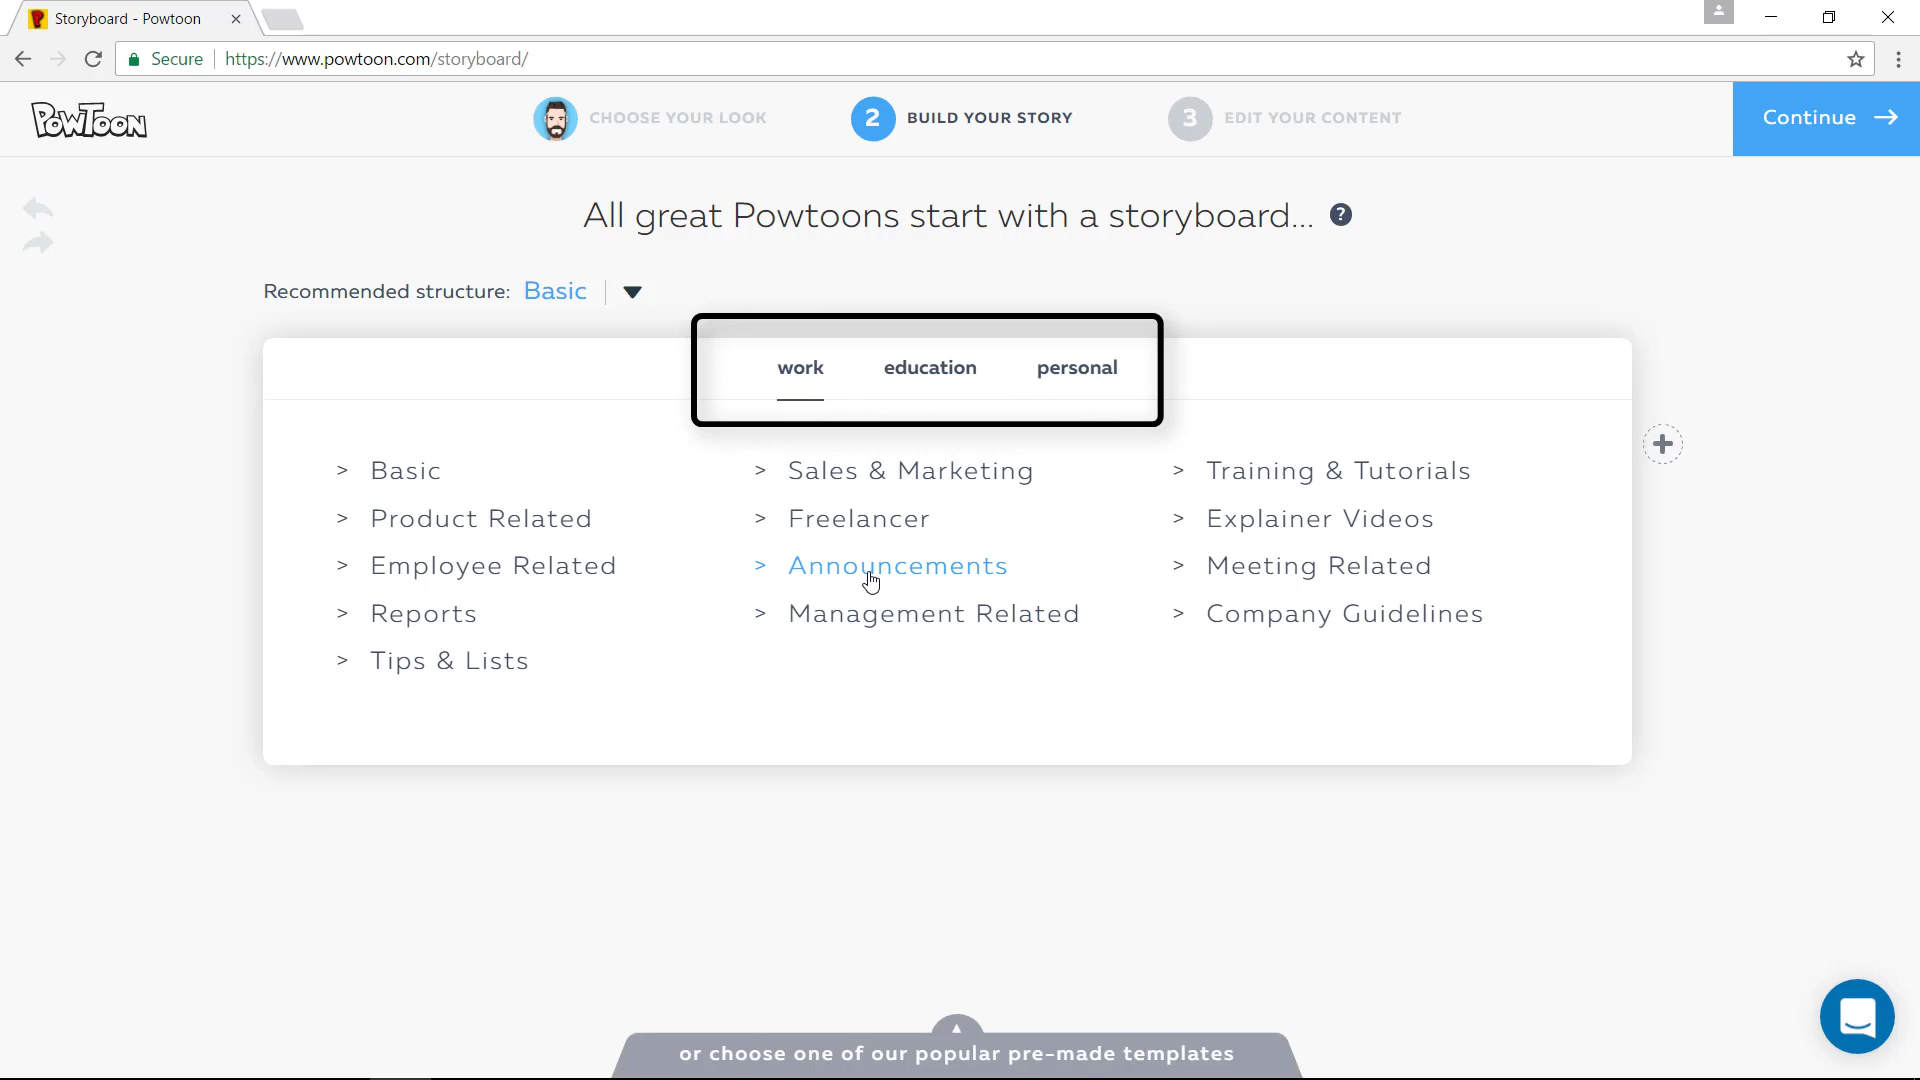 Storyboard - Powtoon
Secure https://www.powtoon.com/storyboard/
PowToon
CHOOSE YOUR LOOK
2 BUILD YOUR STORY
3 EDIT YOUR CONTENT
Continue
All great Powtoons start with a storyboard... ?
Recommended structure: Basic
work education personal
> Basic > Sales & Marketing > Training & Tutorials
> Product Related > Freelancer > Explainer Videos
> Employee Related > Announcements > Meeting Related
> Reports > Management Related > Company Guidelines
> Tips & Lists
or choose one of our popular pre-made templates